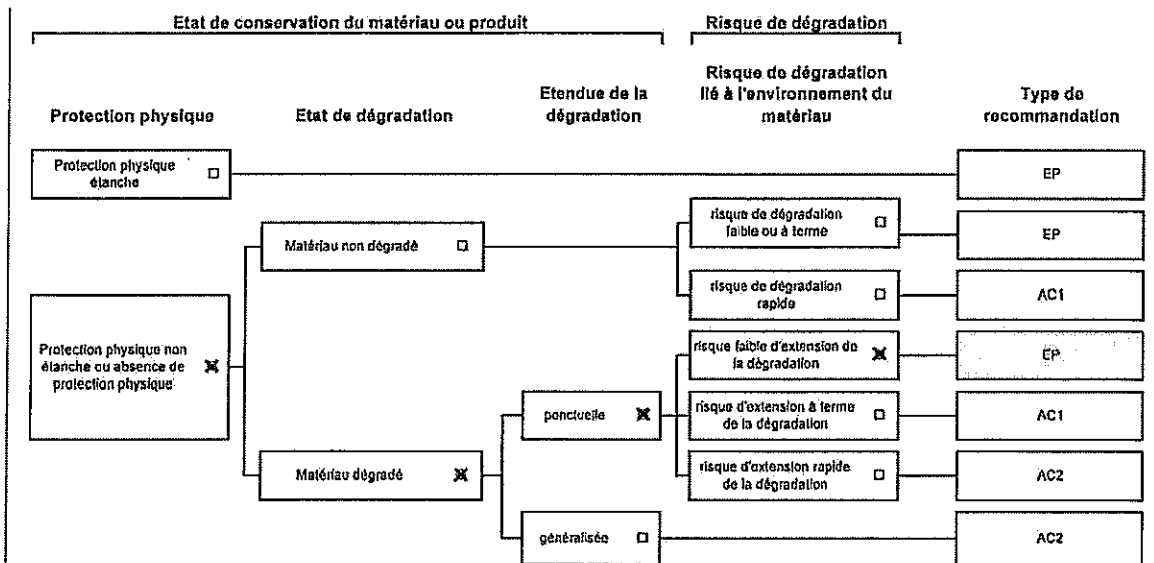 Etat de conservation du matériau ou produit
Risque de dégradation
Protection physique
Etat de dégradation
Etendue de la
dégradation
Risque de dégradation
lié à l'environnement du
matériau
Type de
recommandation
Protection physique
étanche
EP
Matériau non dégradé
risque de dégradation
faible ou à terme
EP
risque de dégradation
rapide
AC1
Protection physique non
étanche ou absence de
protection physique
risque faible d'extension de
la dégradation
EP
ponctuelle
risque d'extension à terme
de la dégradation
AC1
Matériau dégradé
risque d'extension rapide
de la dégradation
AC2
généralisée
AC2